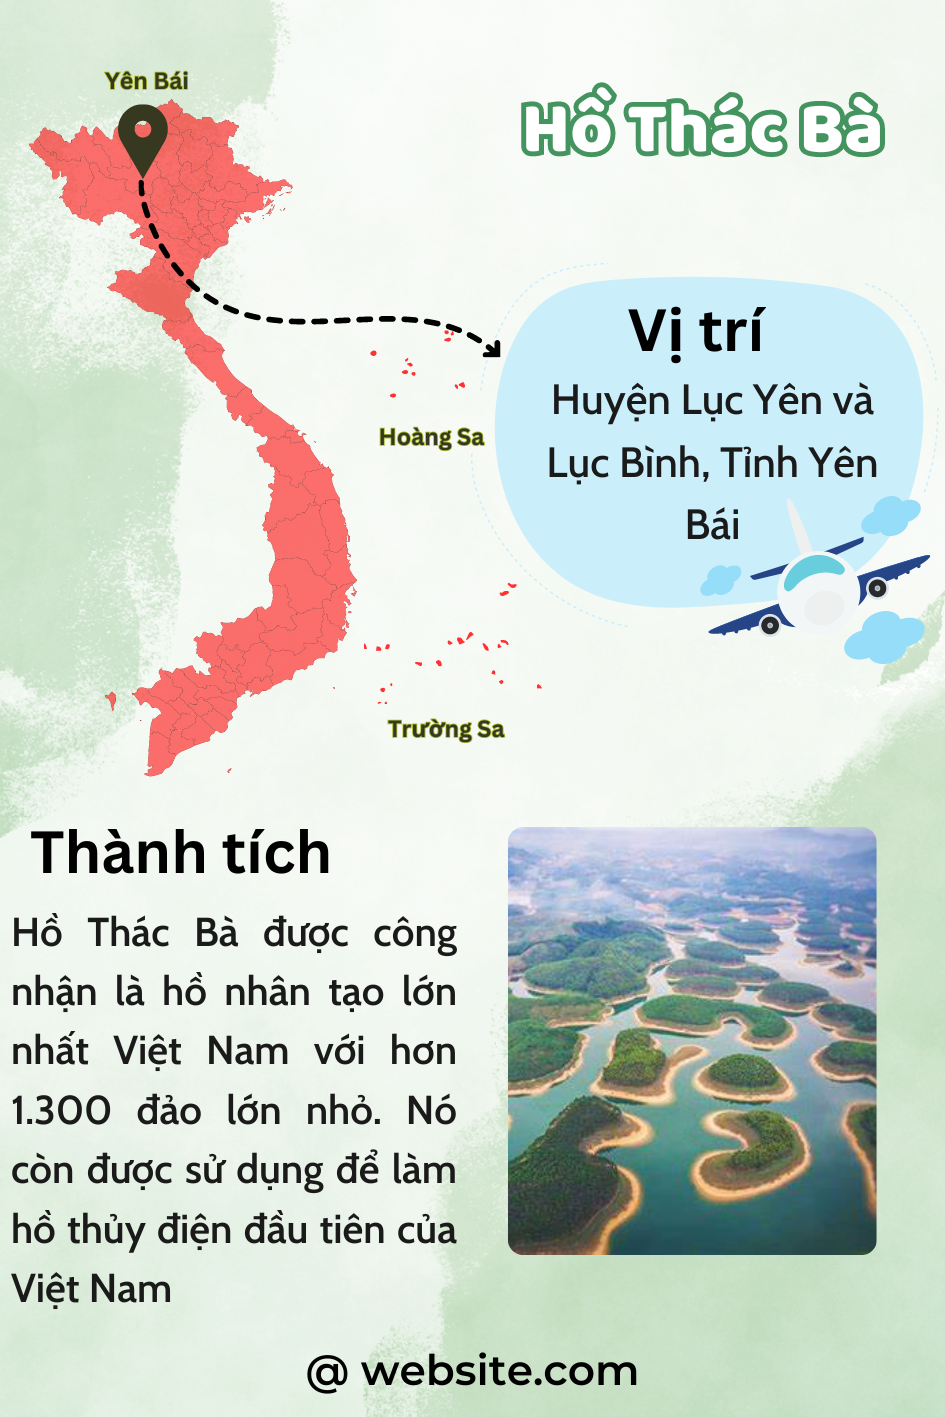 Yên Bái
Hồ Thác Bà
Vị trí
Huyện Lục Yên và
Lục Bình, Tỉnh Yên
Bái
Hoàng Sa
Trường Sa
Thành tích
Hồ Thác Bà được công
nhận là hồ nhân tạo lớn
nhất Việt Nam với hơn
1.300 đảo lớn nhỏ. Nó
còn được sử dụng để làm
hồ thủy điện đầu tiên của
Việt Nam
@ website.com